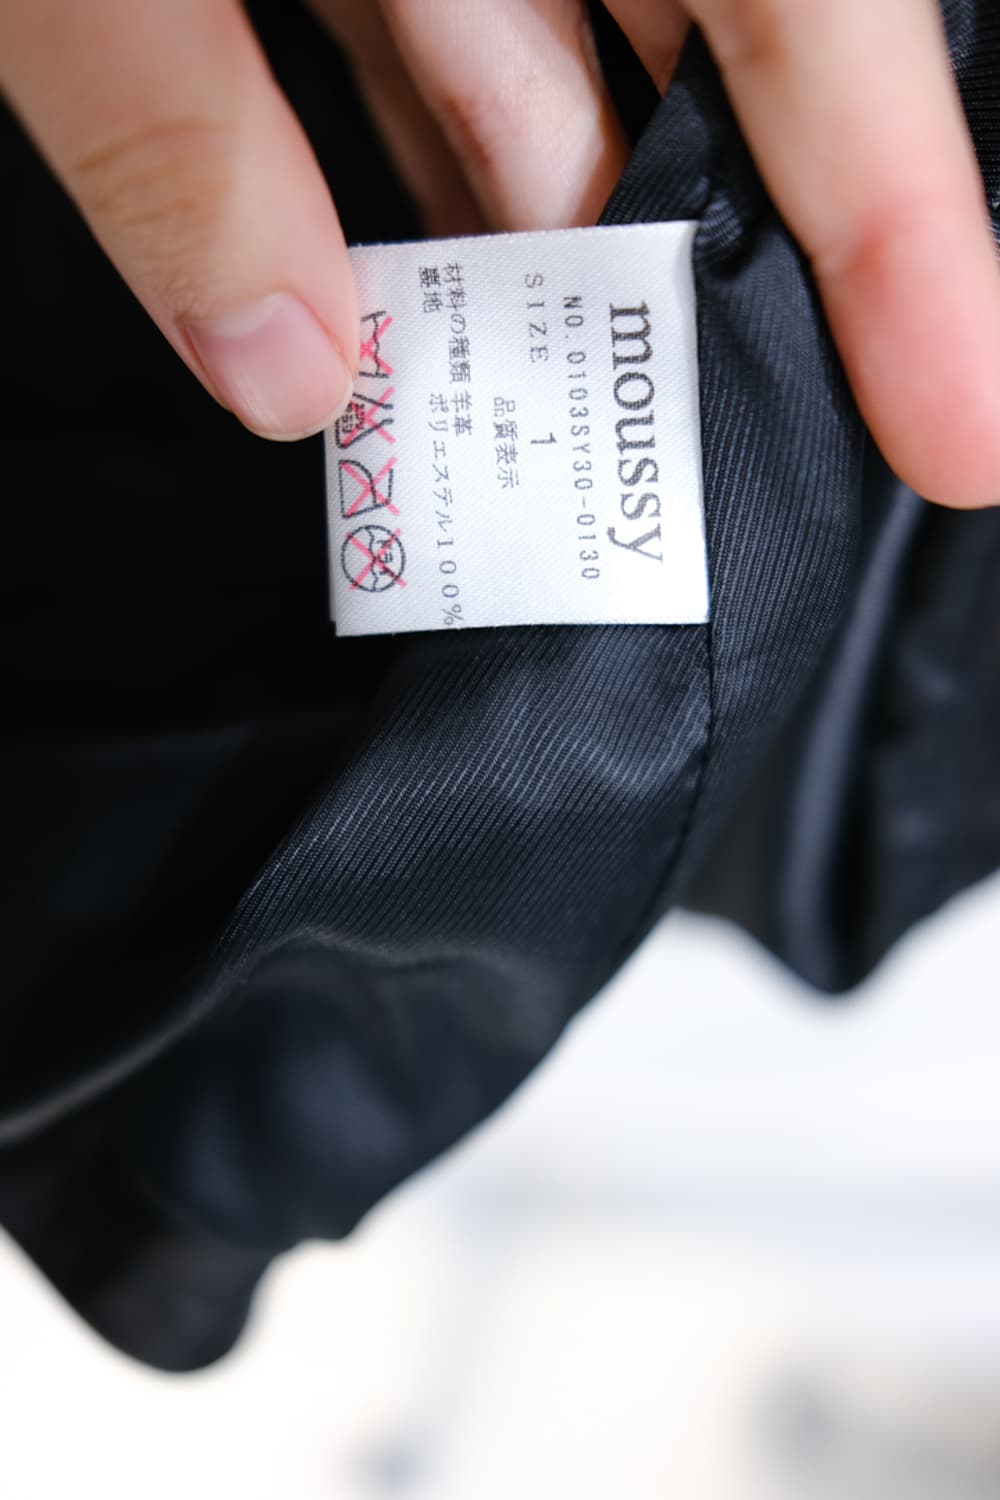 moussy
NO. 0103SY30-0130
SIZE 1
品質表示
材料の種類 羊革
裏地 ポリエステル100%